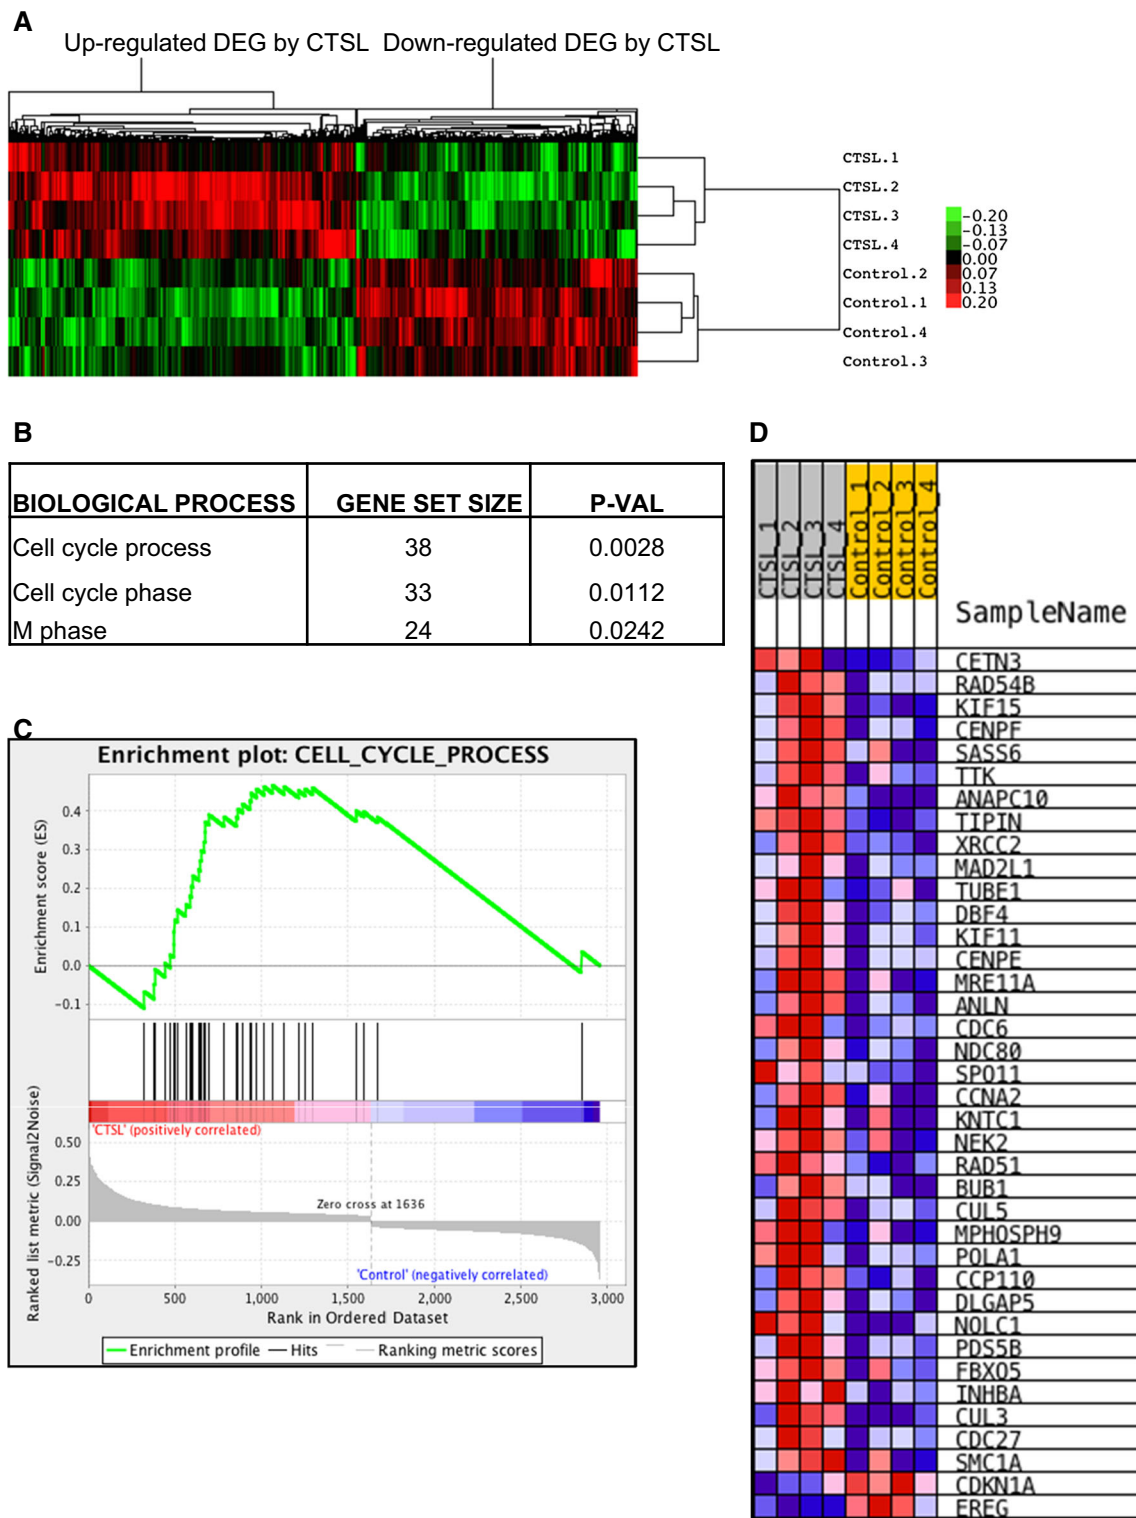 A
Up-regulated DEG by CTSL Down-regulated DEG by CTSL
CTSL.1
CTSL.2
CTSL.3
CTSL.4
Control.2
Control.1
Control.4
Control.3
-0.20
-0.13
-0.07
0.00
0.07
0.13
0.20
B
BIOLOGICAL PROCESS GENE SET SIZE P-VAL
Cell cycle process 38 0.0028
Cell cycle phase 33 0.0112
M phase 24 0.0242
C
Enrichment plot: CELL_CYCLE_PROCESS
Enrichment score (ES)
0.4
0.3
0.2
0.1
0.0
-0.1
'CTSL' (positively correlated)
Ranked list metric (Signal2Noise)
0.50
0.25
0.00
-0.25
Zero cross at 1636
'Control' (negatively correlated)
0 500 1,000 1,500 2,000 2,500 3,000
Rank in Ordered Dataset
Enrichment profile Hits Ranking metric scores
D
CTSL_1
CTSL_2
CTSL_3
CTSL_4
Control_1
Control_2
Control_3
Control_4
SampleName
CETN3
RAD54B
KIF15
CENPF
SASS6
TTK
ANAPC10
TIPIN
XRCC2
MAD2L1
TUBE1
DBF4
KIF11
CENPE
MRE11A
ANLN
CDC6
NDC80
SPO11
CCNA2
KNTC1
NEK2
RAD51
BUB1
CUL5
MPHOSPH9
POLA1
CCP110
DLGAP5
NOLC1
PDS5B
FBXO5
INHBA
CUL3
CDC27
SMC1A
CDKN1A
EREG